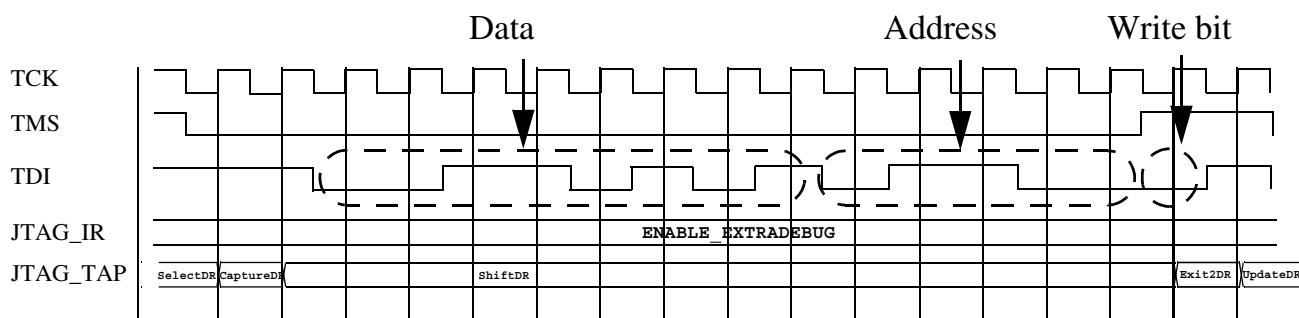 Data Address Write bit
TCK
TMS
TDI
JTAG_IR ENABLE_EXTRADEBUG
JTAG_TAP SelectDR CaptureDR ShiftDR Exit2DR UpdateDR